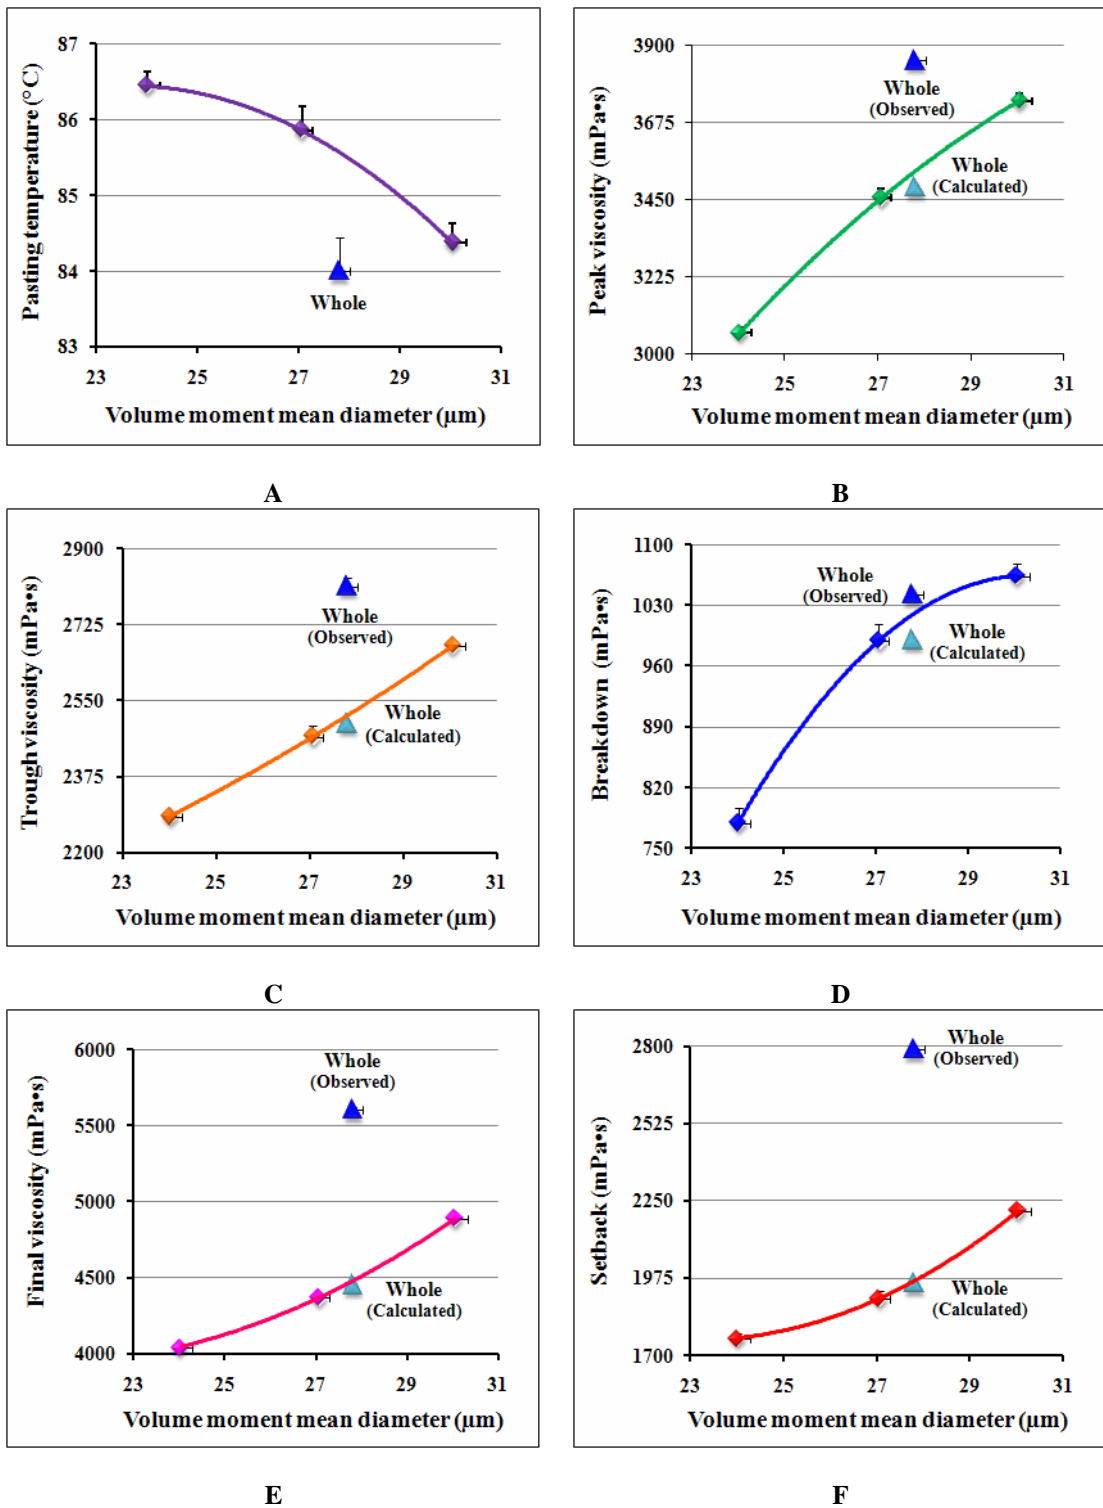 87
86
85
84
83
Pasting temperature (°C)
Whole
23 25 27 29 31
Volume moment mean diameter (µm)
A
3900
3675
3450
3225
3000
Peak viscosity (mPa•s)
Whole
(Observed)
Whole
(Calculated)
23 25 27 29 31
Volume moment mean diameter (µm)
B
2900
2725
2550
2375
2200
Trough viscosity (mPa•s)
Whole
(Observed)
Whole
(Calculated)
23 25 27 29 31
Volume moment mean diameter (µm)
C
1100
1030
960
890
820
750
Breakdown (mPa•s)
Whole
(Observed)
Whole
(Calculated)
23 25 27 29 31
Volume moment mean diameter (µm)
D
6000
5500
5000
4500
4000
Final viscosity (mPa•s)
Whole
(Observed)
Whole
(Calculated)
23 25 27 29 31
Volume moment mean diameter (µm)
E
2800
2525
2250
1975
1700
Setback (mPa•s)
Whole
(Observed)
Whole
(Calculated)
23 25 27 29 31
Volume moment mean diameter (µm)
F